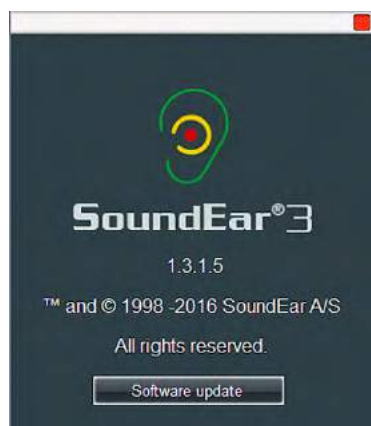 SoundEar®3
1.3.1.5
™ and © 1998 -2016 SoundEar A/S
All rights reserved.
Software update